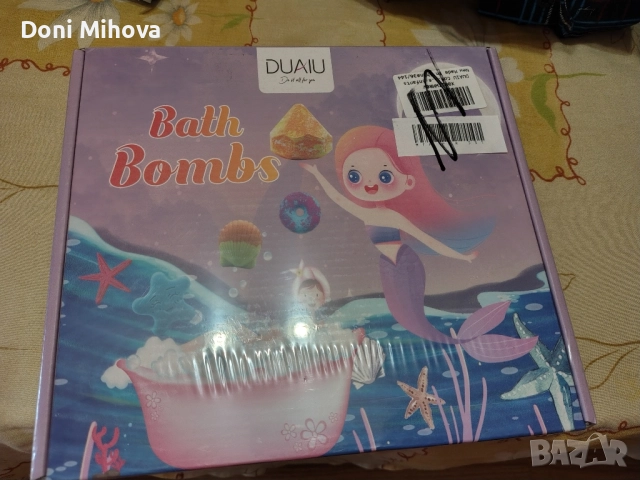 Doni Mihova
DUAIU
Do it all for you
Bath
Bombs
BAZAR